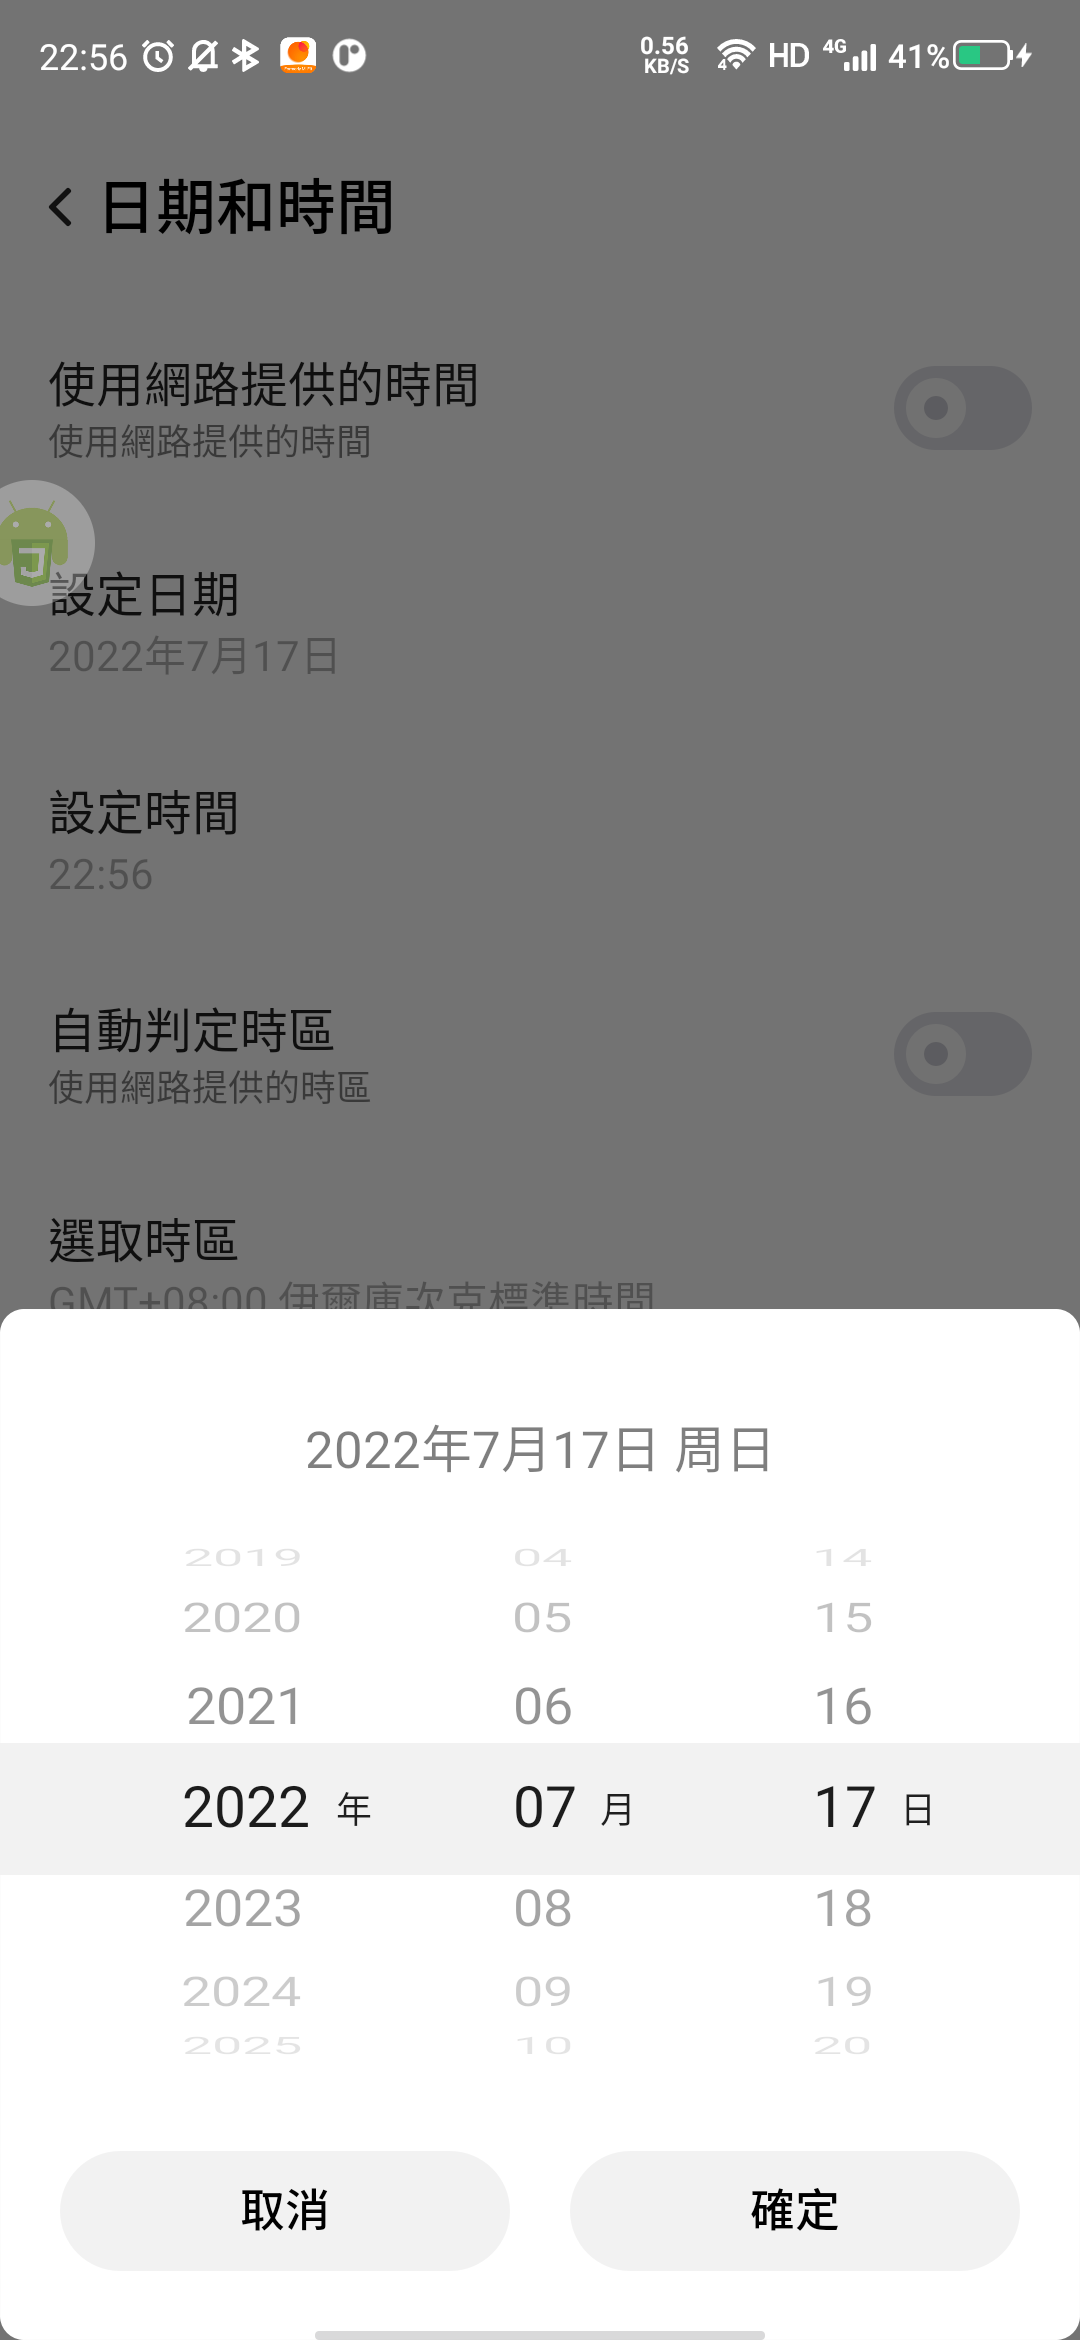 22:56
0.56 KB/S
4
HD
4G
41%
日期和時間
使用網路提供的時間
使用網路提供的時間
設定日期
2022年7月17日
設定時間
22:56
自動判定時區
使用網路提供的時區
選取時區
GMT+08:00 伊爾庫次克標準時間
2022年7月17日 周日
2019 04 14
2020 05 15
2021 06 16
2022 年 07 月 17 日
2023 08 18
2024 09 19
2025 10 20
取消 確定